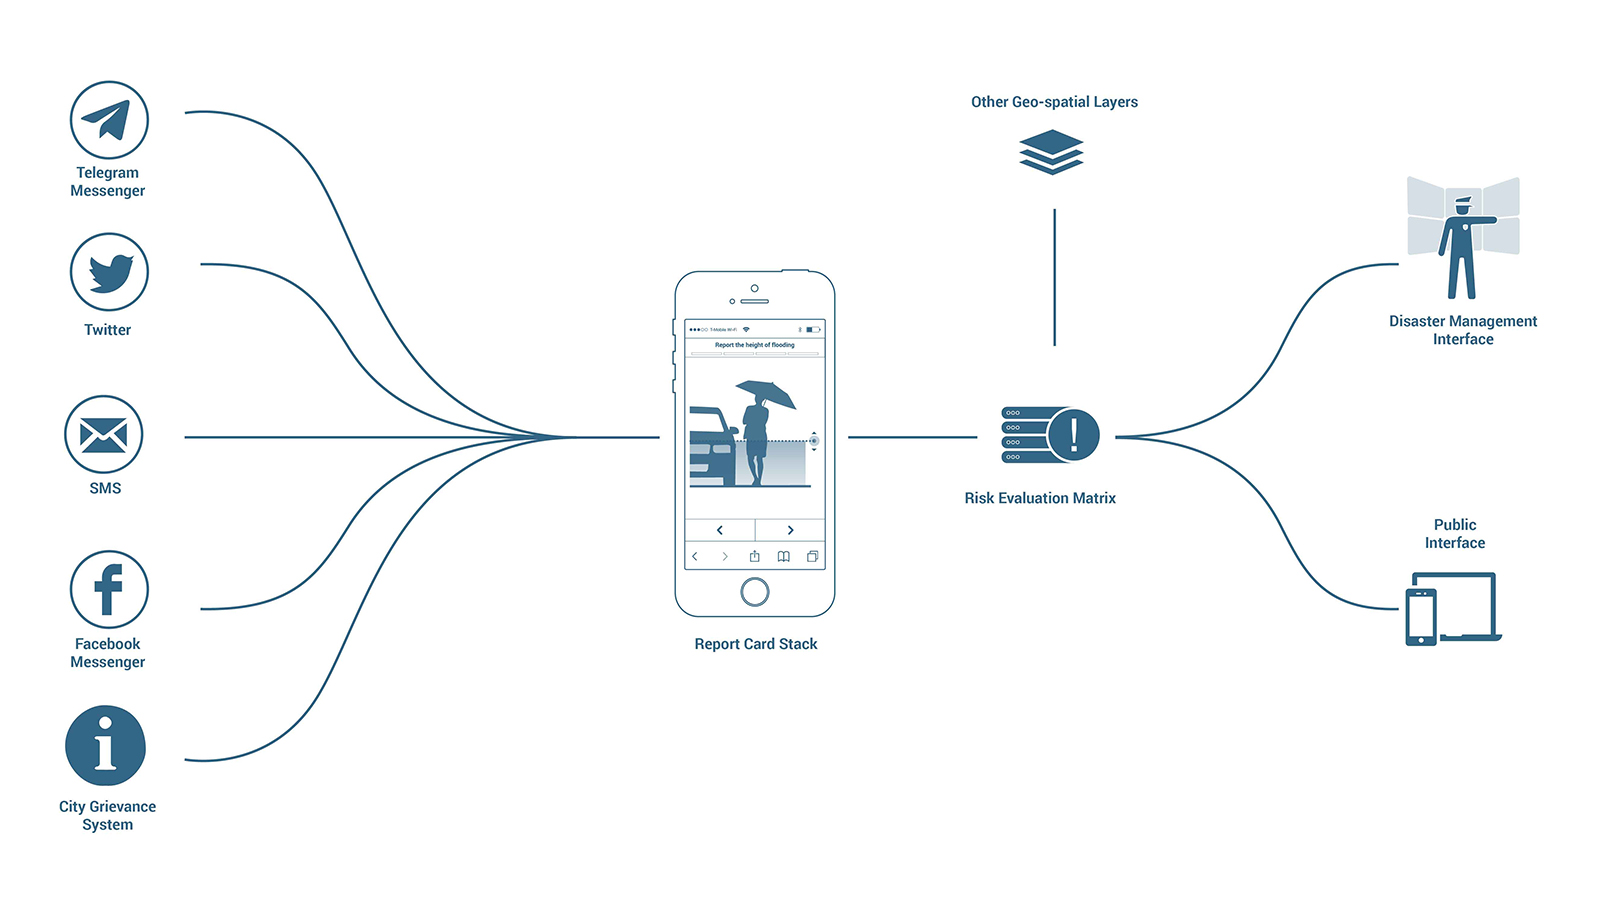 Telegram
Messenger
Twitter
SMS
Facebook
Messenger
City Grievance
System
T-Mobile Wi-Fi
Report the height of flooding
Report Card Stack
Other Geo-spatial Layers
Risk Evaluation Matrix
Disaster Management
Interface
Public
Interface